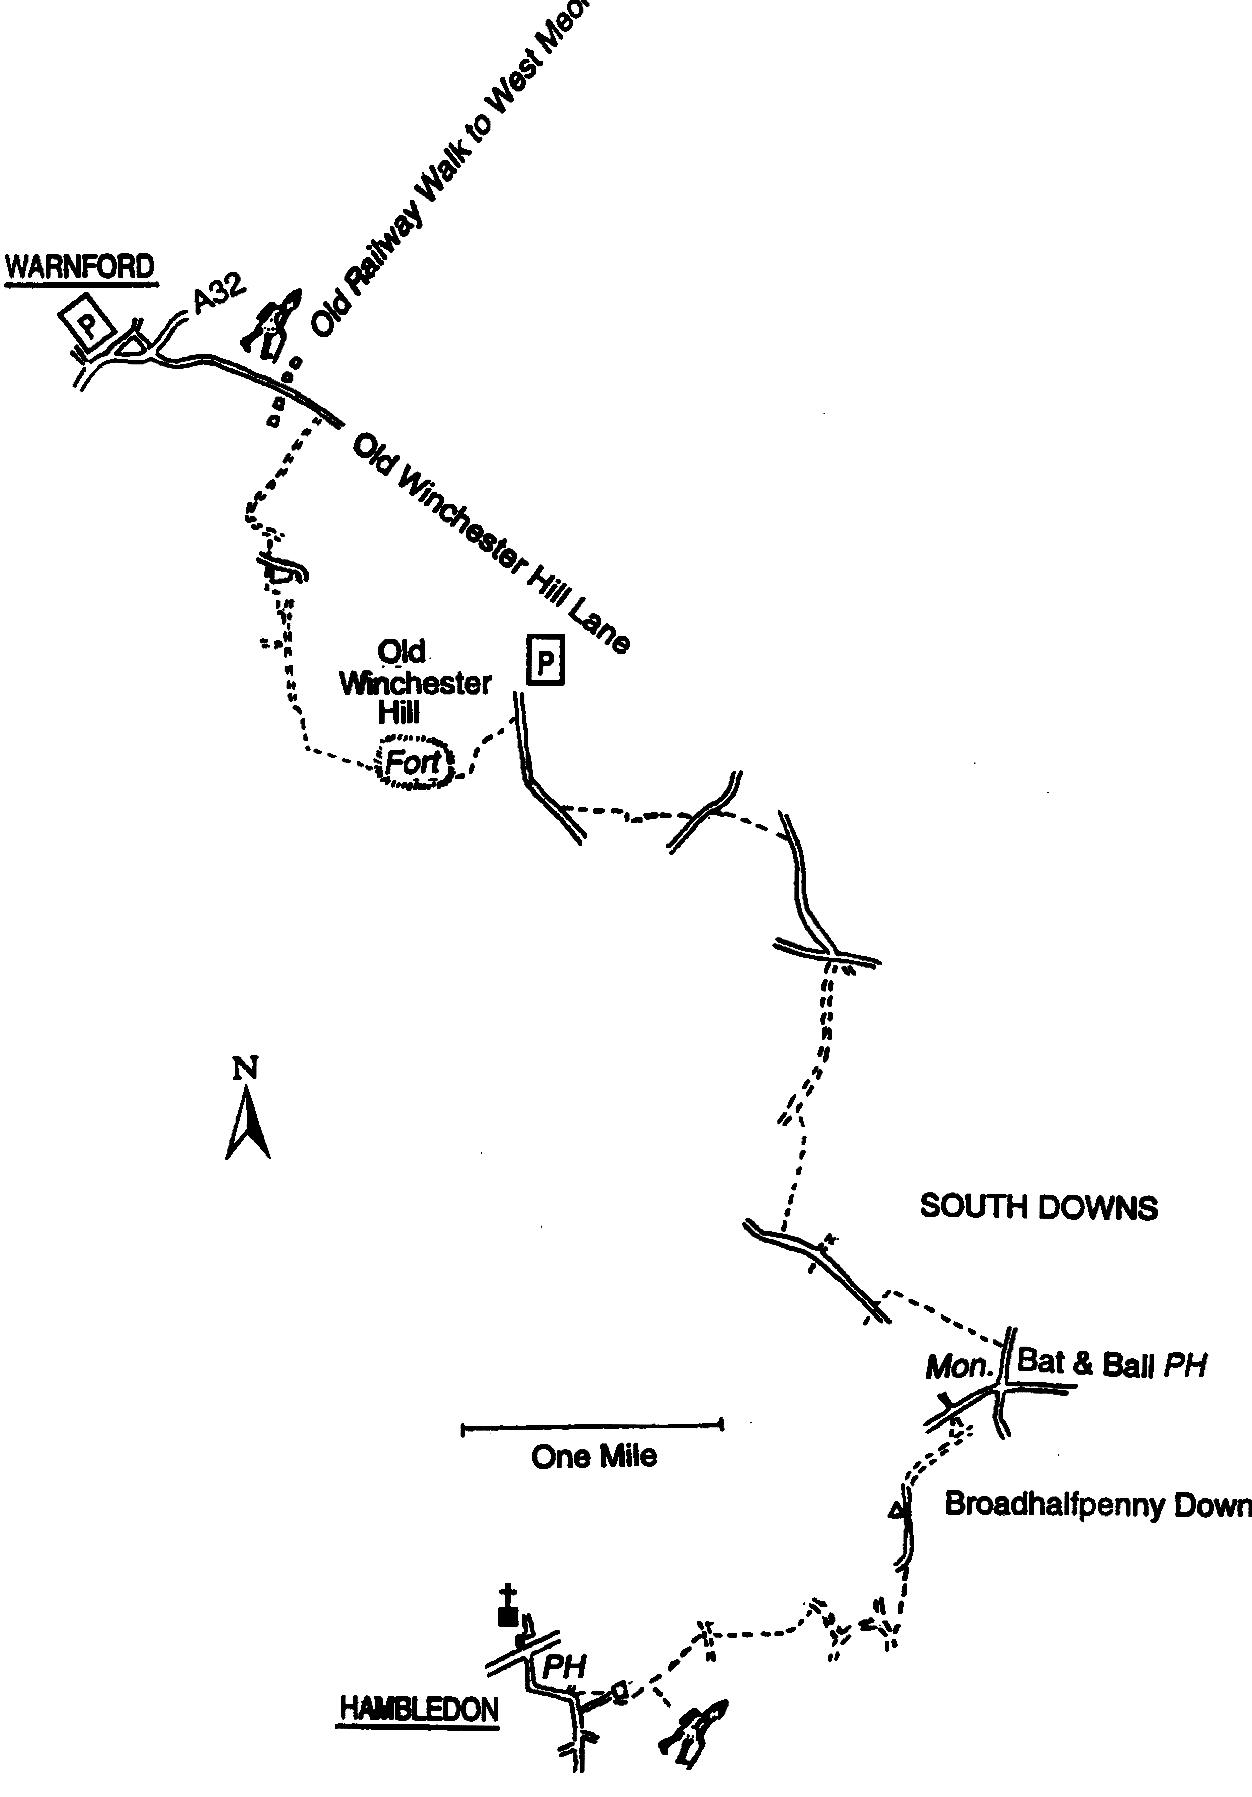 Old Railway Walk to West Meon
WARNFORD
P
A32
Old Winchester Hill Lane
Old
Winchester
Hill
P
Fort
N
SOUTH DOWNS
Mon.
Bat & Ball PH
One Mile
Broadhalfpenny Down
PH
HAMBLEDON